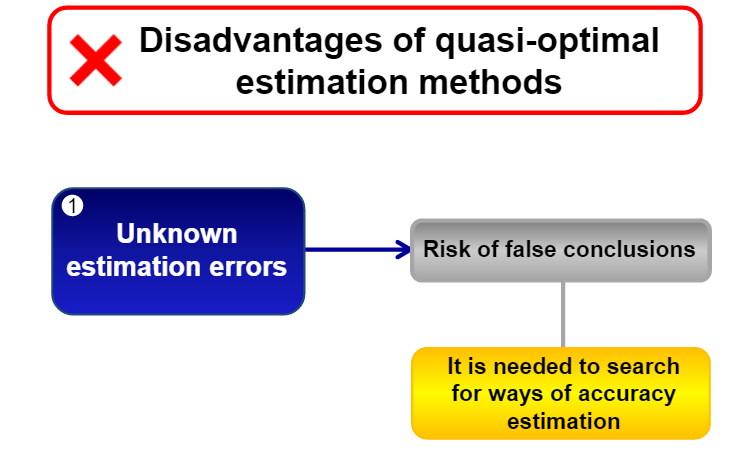 Disadvantages of quasi-optimal
estimation methods
1
Unknown
estimation errors
Risk of false conclusions
It is needed to search
for ways of accuracy
estimation